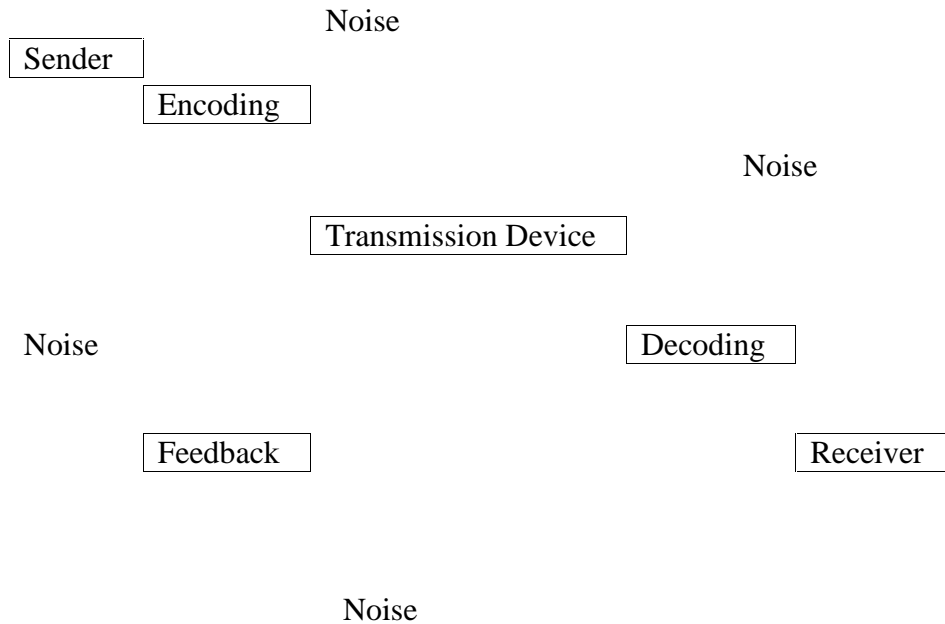 Noise
Sender
Encoding
Noise
Transmission Device
Noise Decoding
Feedback Receiver
Noise